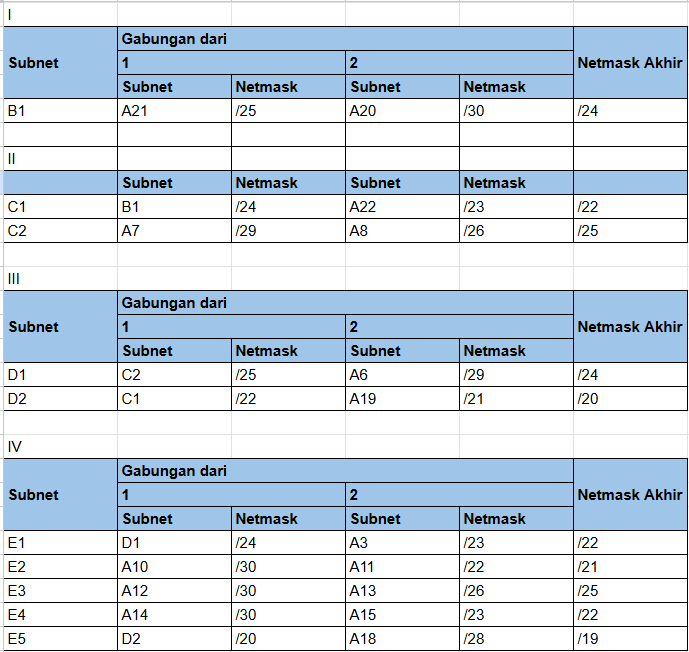 I
Subnet Gabungan dari Netmask Akhir
1 2
Subnet Netmask Subnet Netmask
B1 A21 /25 A20 /30 /24
II
Subnet Netmask Subnet Netmask
C1 B1 /24 A22 /23 /22
C2 A7 /29 A8 /26 /25
III
Subnet Gabungan dari Netmask Akhir
1 2
Subnet Netmask Subnet Netmask
D1 C2 /25 A6 /29 /24
D2 C1 /22 A19 /21 /20
IV
Subnet Gabungan dari Netmask Akhir
1 2
Subnet Netmask Subnet Netmask
E1 D1 /24 A3 /23 /22
E2 A10 /30 A11 /22 /21
E3 A12 /30 A13 /26 /25
E4 A14 /30 A15 /23 /22
E5 D2 /20 A18 /28 /19